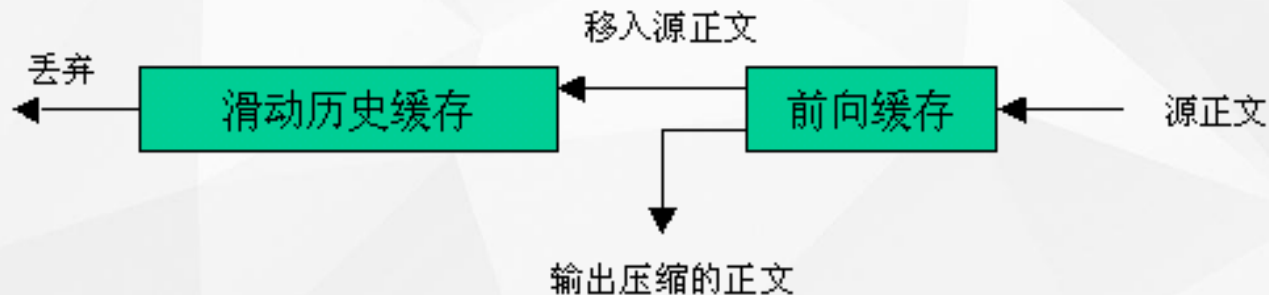 移入源正文
丢弃
滑动历史缓存
前向缓存
源正文
输出压缩的正文